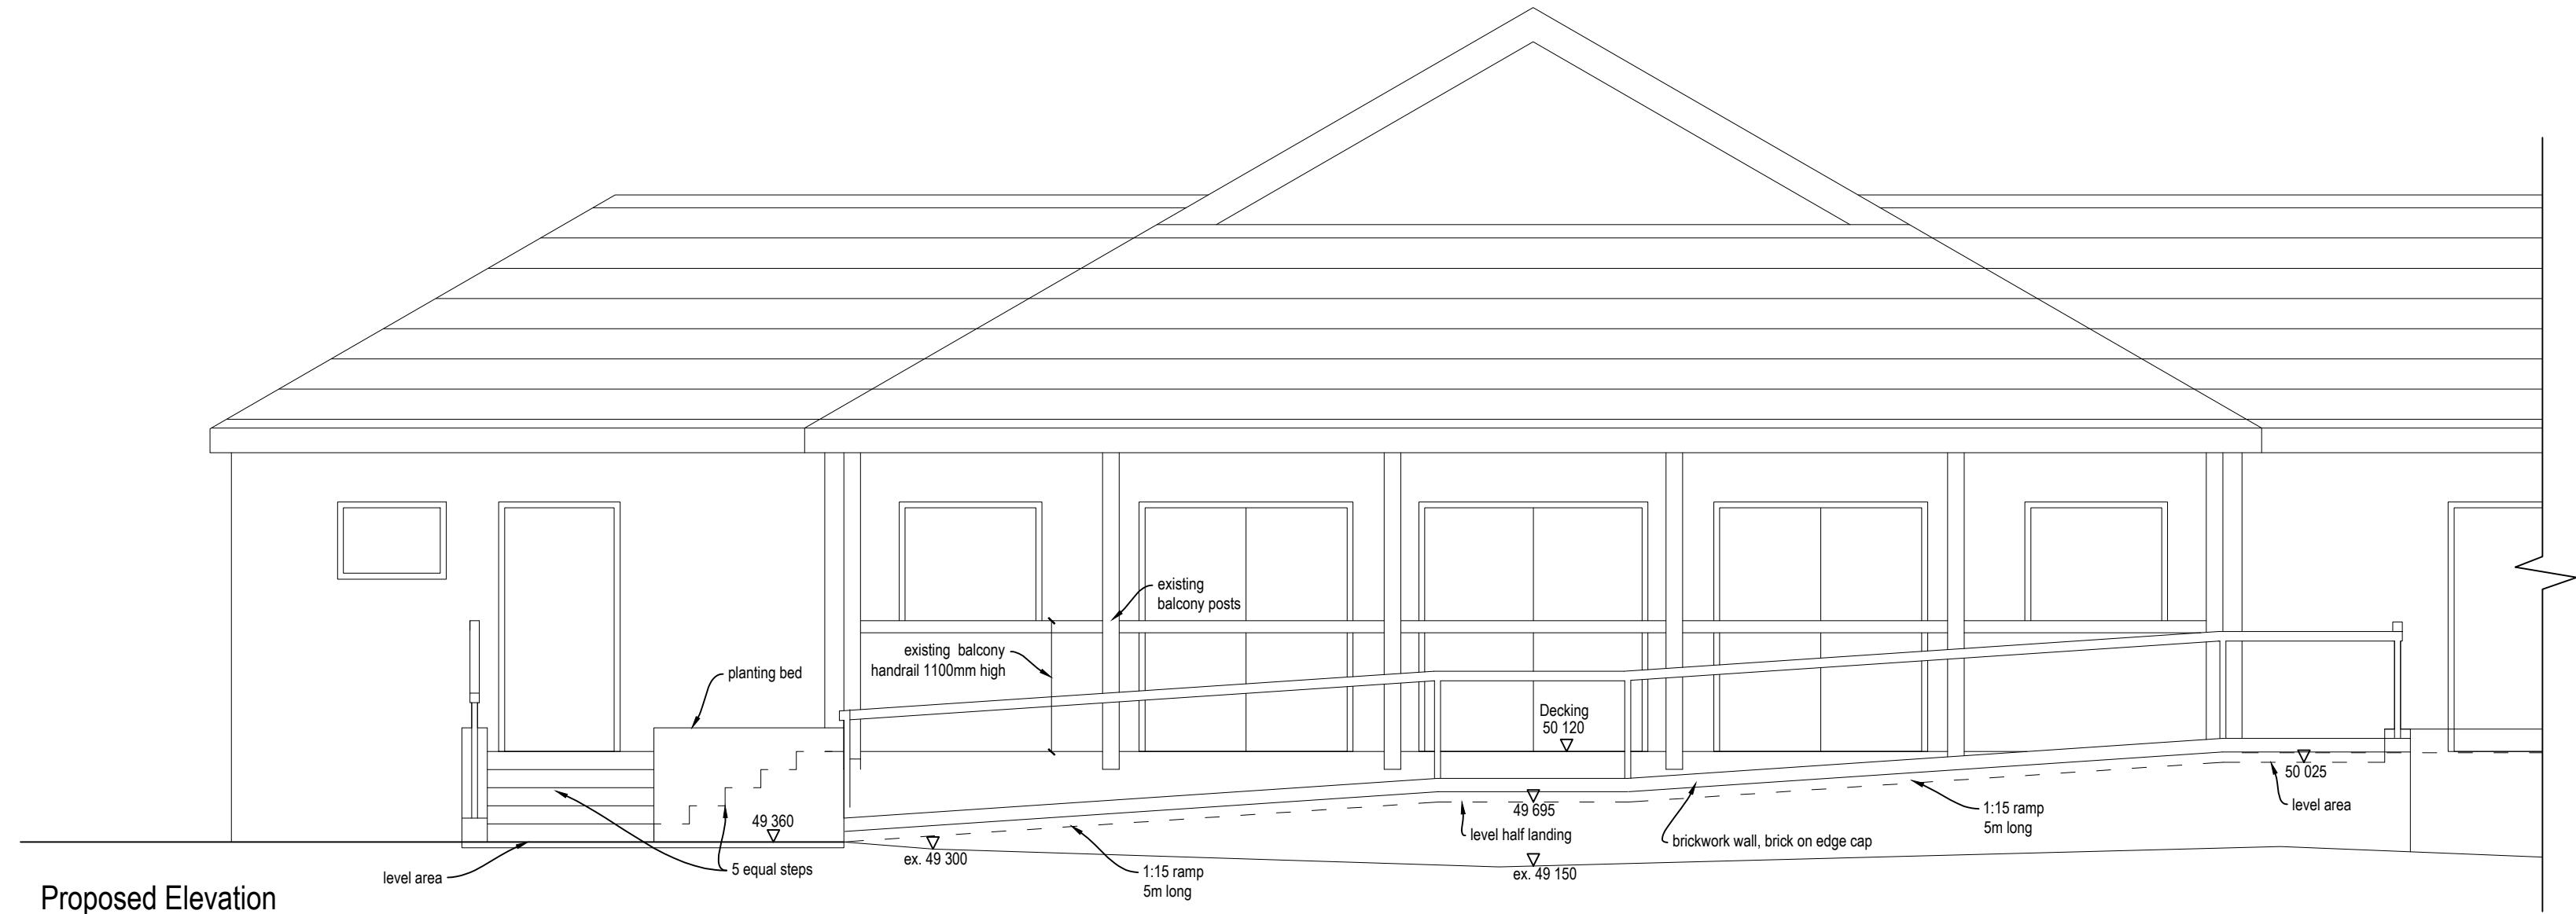 existing
balcony posts
existing balcony
handrail 1100mm high
planting bed
Decking
50 120
50 025
49 360
49 695
level area
1:15 ramp
5m long
level half landing
brickwork wall, brick on edge cap
ex. 49 300
5 equal steps
level area
1:15 ramp
5m long
ex. 49 150
Proposed Elevation